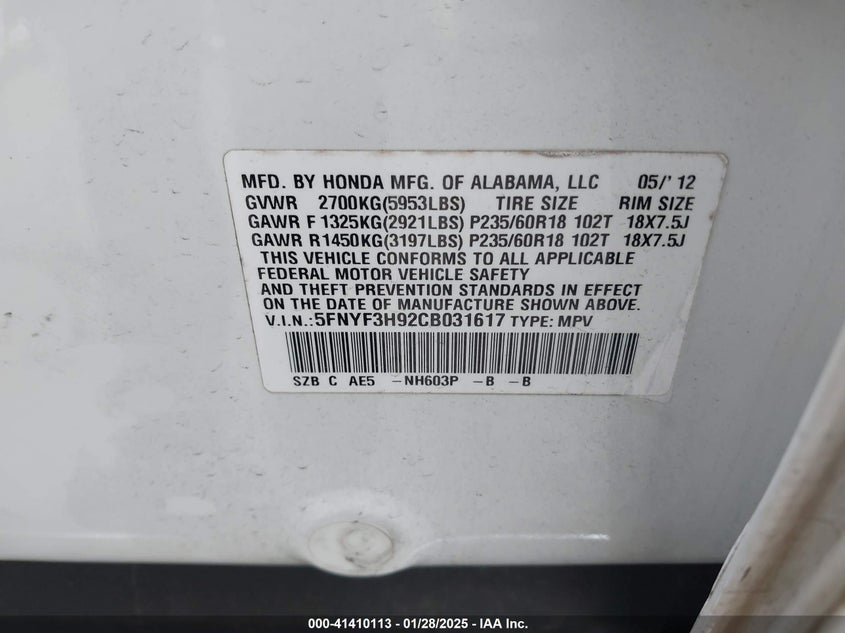 MFD. BY HONDA MFG. OF ALABAMA, LLC 05/' 12
GVWR 2700KG(5953LBS) TIRE SIZE RIM SIZE
GAWR F 1325KG(2921LBS) P235/60R18 102T 18X7.5J
GAWR R1450KG(3197LBS) P235/60R18 102T 18X7.5J
THIS VEHICLE CONFORMS TO ALL APPLICABLE
FEDERAL MOTOR VEHICLE SAFETY
AND THEFT PREVENTION STANDARDS IN EFFECT
ON THE DATE OF MANUFACTURE SHOWN ABOVE.
V.I.N.:5FNYF3H92CB031617 TYPE: MPV
SZB C AE5 -NH603P -B -B
000-41410113 - 01/28/2025 - IAA Inc.